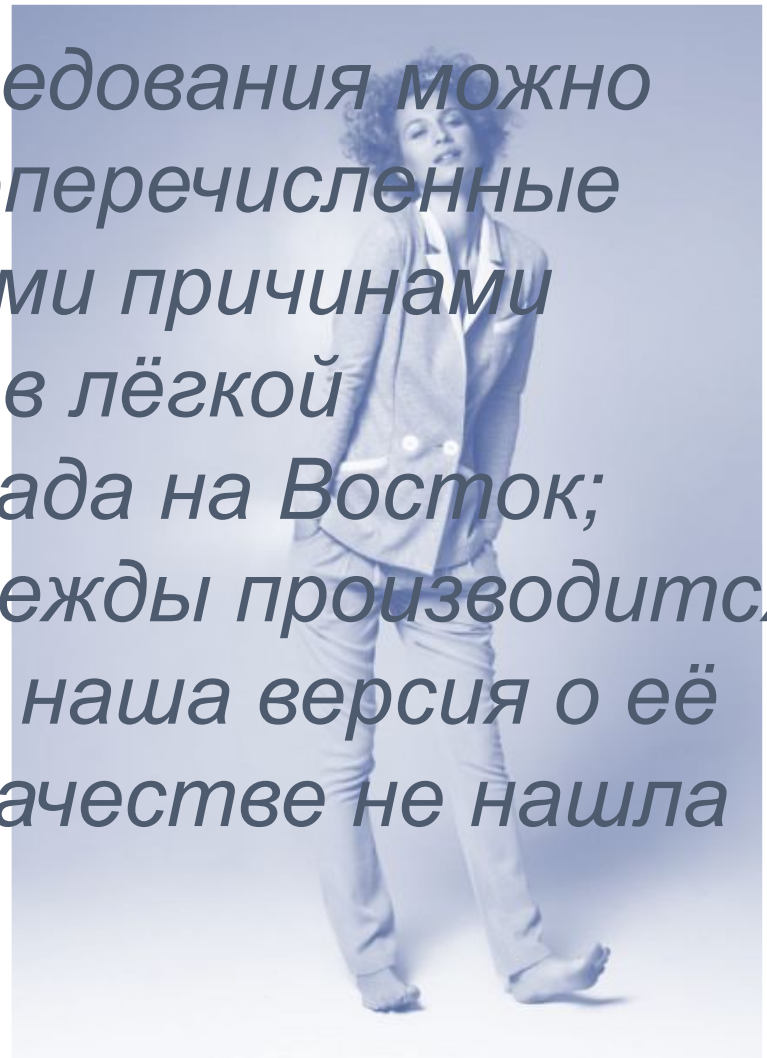 едования можно
перечисленные
ми причинами
в лёгкой
ада на Восток;
ежды производится
наша версия о её
ачестве не нашла